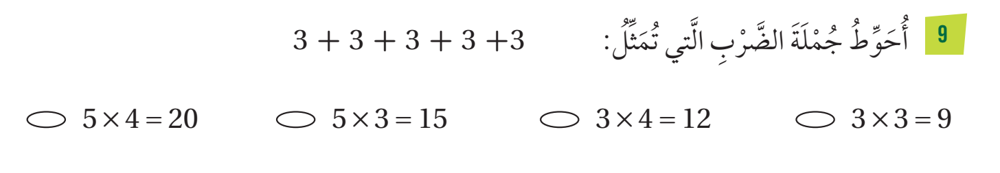 9 أُحَوِّطُ جُمْلَةَ الضَّرْبِ الَّتي تُمَثِّلُ: 3 + 3 + 3 + 3 +3
3 × 3 = 9 3 × 4 = 12 5 × 3 = 15 5 × 4 = 20